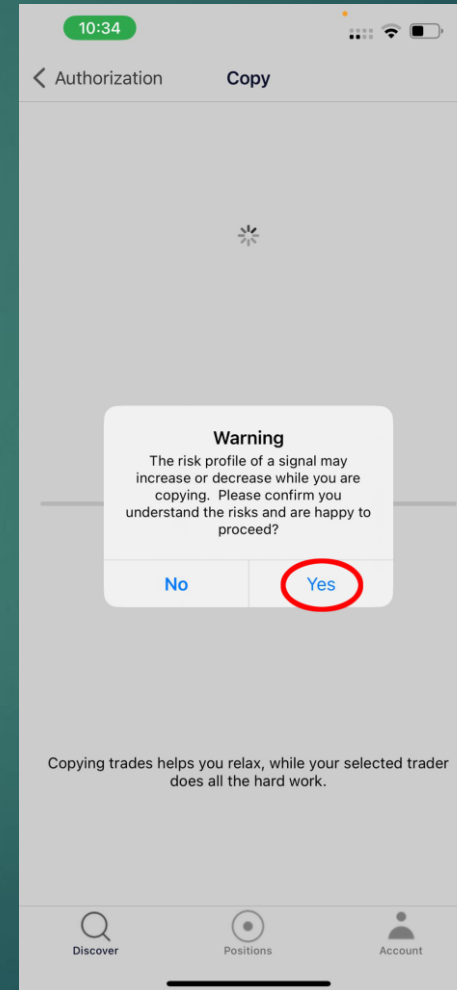 10:34
Authorization
Copy
Warning
The risk profile of a signal may
increase or decrease while you are
copying.  Please confirm you
understand the risks and are happy to
proceed?
No
Yes
Copying trades helps you relax, while your selected trader
does all the hard work.
Discover
Positions
Account